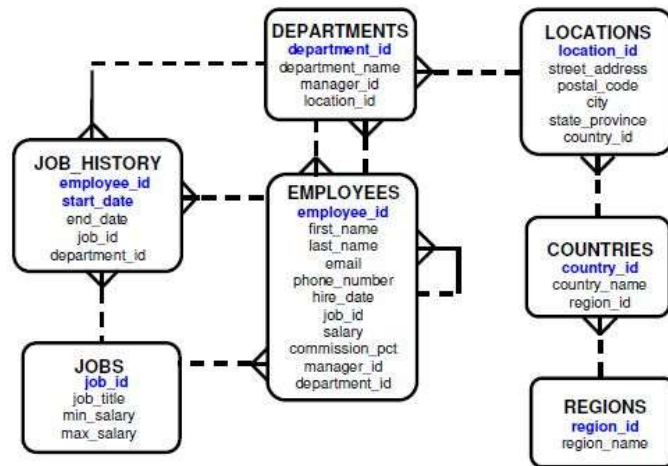 DEPARTMENTS
department_id
department_name
manager_id
location_id
LOCATIONS
location_id
street_address
postal_code
city
state_province
country_id
JOB_HISTORY
employee_id
start_date
end_date
job_id
department_id
EMPLOYEES
employee_id
first_name
last_name
email
phone_number
hire_date
job_id
salary
commission_pct
manager_id
department_id
COUNTRIES
country_id
country_name
region_id
JOBS
job_id
job_title
min_salary
max_salary
REGIONS
region_id
region_name